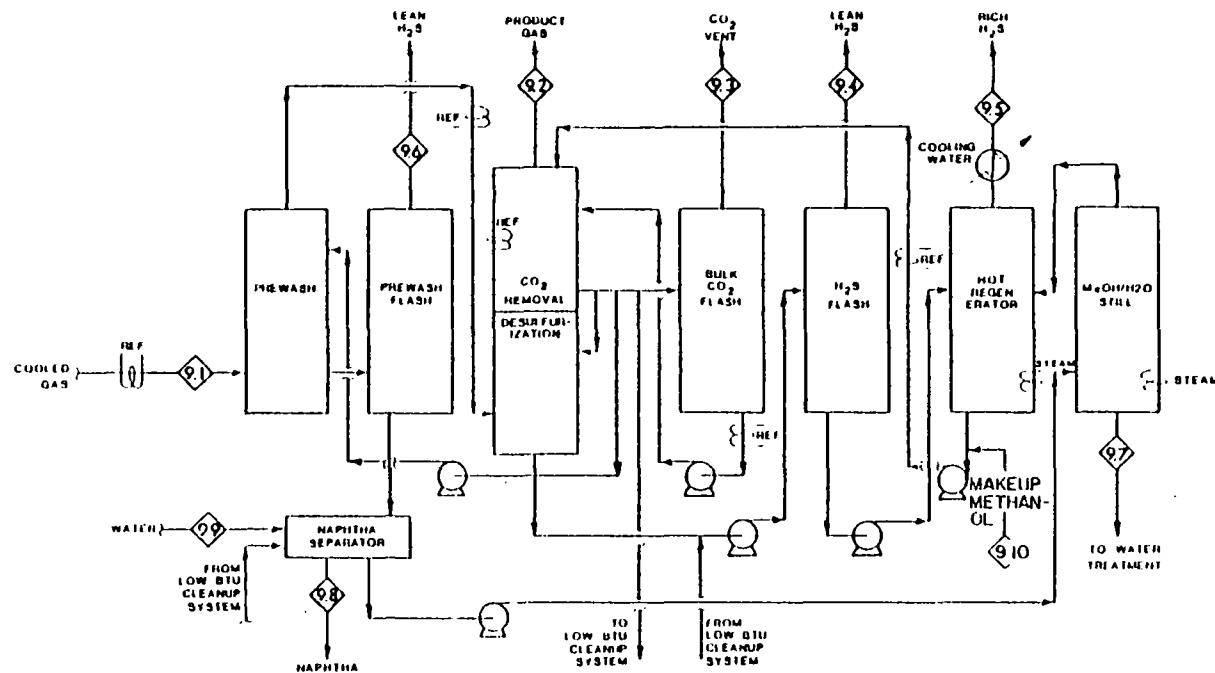 LEAN
H₂S
PRODUCT
GAS
CO₂
VENT
LEAN
H₂S
RICH
H₂S
9.2
9.3
9.4
9.5
REF
9.6
COOLING
WATER
PREWASH
PREWASH
FLASH
REF
CO₂
REMOVAL
DESULFUR-
IZATION
BULK
CO₂
FLASH
H₂S
FLASH
REF
HOT
REGEN
ERATOR
MeOH/H2O
STILL
COOLED
GAS
REF
9.1
STEAM
STEAM
REF
9.7
MAKEUP
METHAN-
OL
9.10
WATER
9.9
NAPHTHA
SEPARATOR
FROM
LOW BTU
CLEANUP
SYSTEM
9.8
NAPHTHA
TO
LOW BTU
CLEANUP
SYSTEM
FROM
LOW BTU
CLEANUP
SYSTEM
TO WATER
TREATMENT